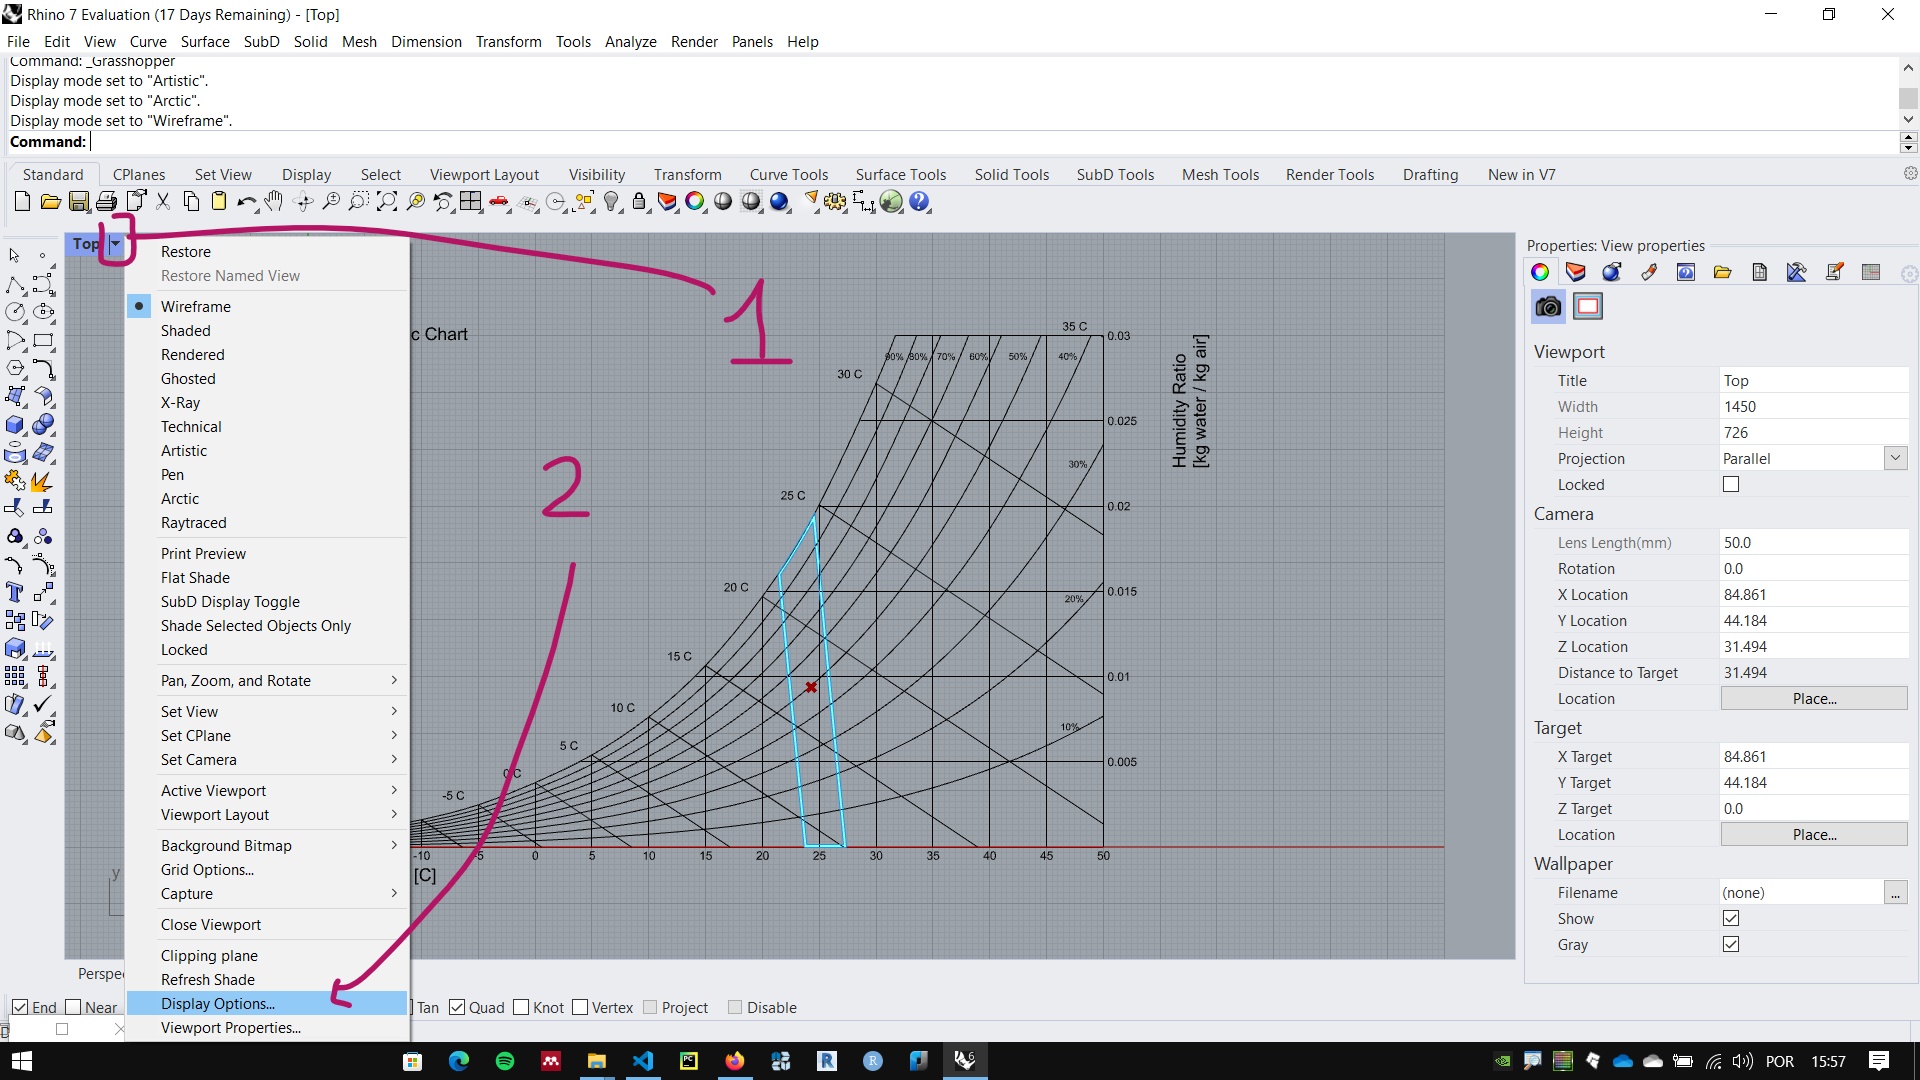 Rhino 7 Evaluation (17 Days Remaining) - [Top]
File Edit View Curve Surface SubD Solid Mesh Dimension Transform Tools Analyze Render Panels Help
Command: _Grasshopper
Display mode set to "Artistic".
Display mode set to "Arctic".
Display mode set to "Wireframe".
Command:
Standard CPlanes Set View Display Select Viewport Layout Visibility Transform Curve Tools Surface Tools Solid Tools SubD Tools Mesh Tools Render Tools Drafting New in V7
Top
Restore
Restore Named View
Wireframe
Shaded
Rendered
Ghosted
X-Ray
Technical
Artistic
Pen
Arctic
Raytraced
Print Preview
Flat Shade
SubD Display Toggle
Shade Selected Objects Only
Locked
Pan, Zoom, and Rotate
Set View
Set CPlane
Set Camera
Active Viewport
Viewport Layout
Background Bitmap
Grid Options...
Capture
Close Viewport
Clipping plane
Refresh Shade
Display Options...
Viewport Properties...
1
2
c Chart
35 C
30 C
25 C
20 C
15 C
10 C
5 C
0 C
-5 C
90% 80% 70% 60% 50% 40%
30%
20%
10%
0.03
0.025
0.02
0.015
0.01
0.005
Humidity Ratio
[kg water / kg air]
-10 -5 0 5 10 15 20 25 30 35 40 45 50
[C]
y
Properties: View properties
Viewport
Title Top
Width 1450
Height 726
Projection Parallel
Locked
Camera
Lens Length(mm) 50.0
Rotation 0.0
X Location 84.861
Y Location 44.184
Z Location 31.494
Distance to Target 31.494
Location Place...
Target
X Target 84.861
Y Target 44.184
Z Target 0.0
Location Place...
Wallpaper
Filename (none) ...
Show
Gray
Perspe
End Near Tan Quad Knot Vertex Project Disable
POR 15:57